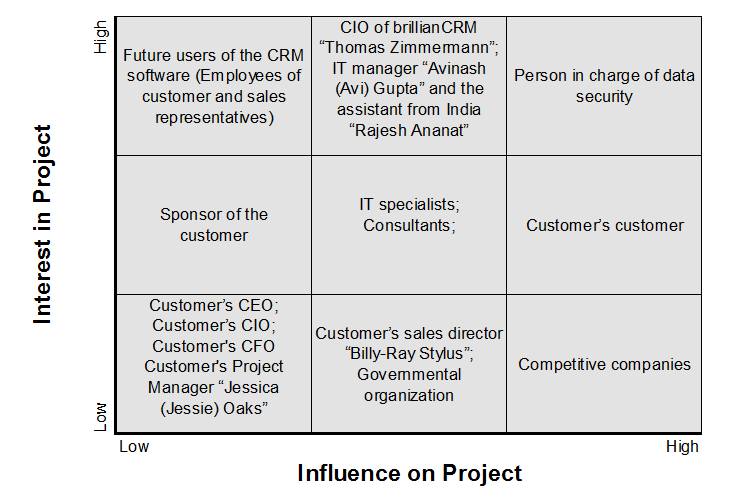 High
Future users of the CRM
software (Employees of
customer and sales
representatives)
CIO of brillianCRM
“Thomas Zimmermann”;
IT manager “Avinash
(Avi) Gupta” and the
assistant from India
“Rajesh Ananat”
Person in charge of data
security
Interest in Project
Sponsor of the
customer
IT specialists;
Consultants;
Customer’s customer
Customer’s CEO;
Customer’s CIO;
Customer's CFO
Customer's Project
Manager “Jessica
(Jessie) Oaks”
Customer’s sales director
“Billy-Ray Stylus”;
Governmental
organization
Competitive companies
Low
Low
High
Influence on Project